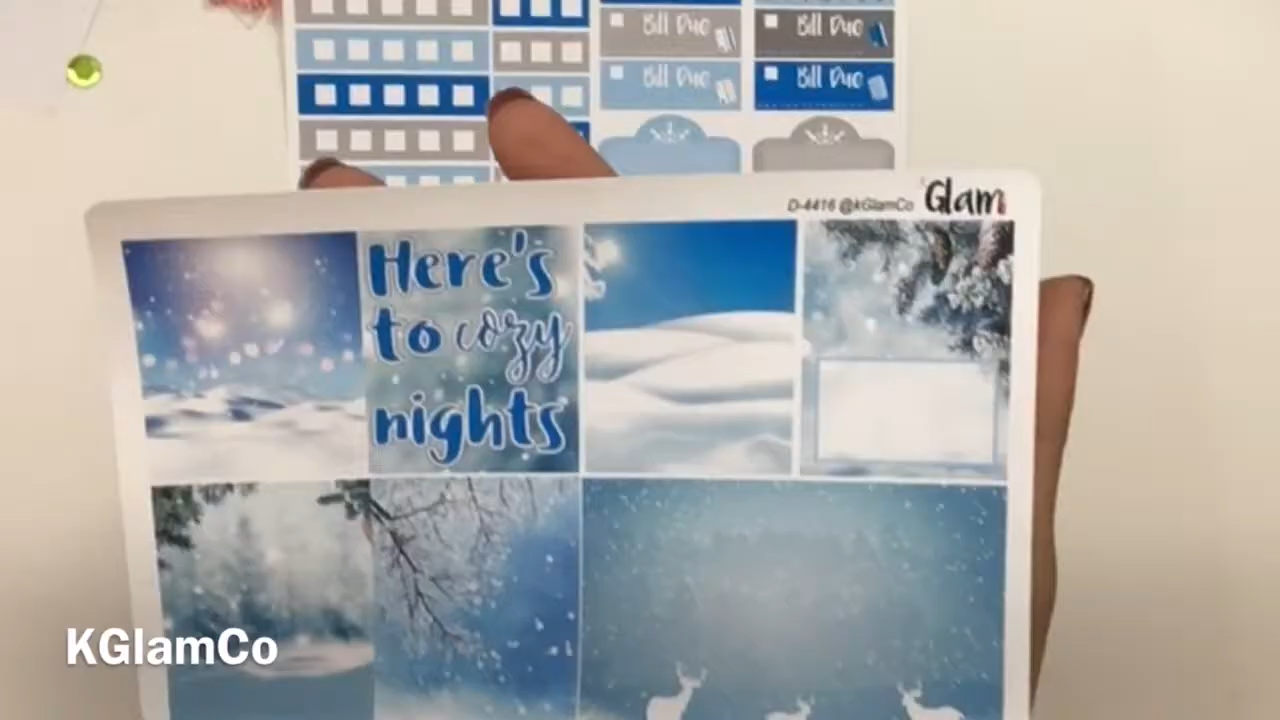 Bill Due
Bill Due
Bill Due
Bill Due
D-4416 @kGlamCo Glam
Here's
to cozy
nights
KGlamCo